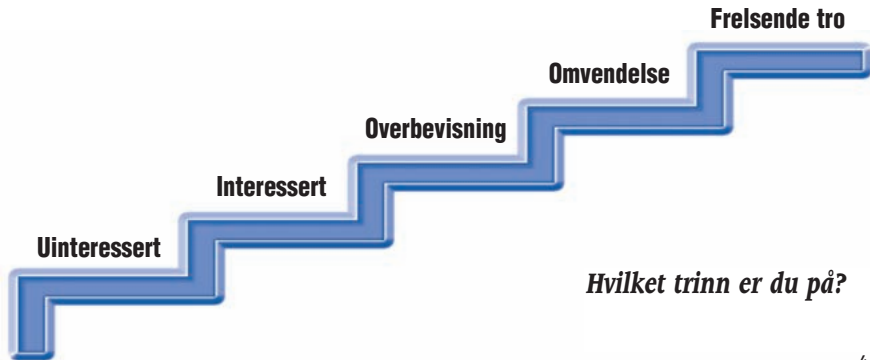 Frelsende tro
Omvendelse
Overbevisning
Interessert
Uinteressert
Hvilket trinn er du på?